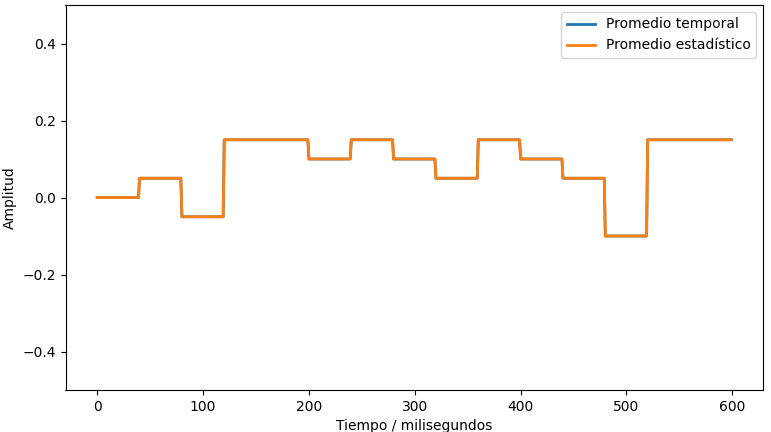 Promedio temporal
Promedio estadístico
Amplitud
0.4
0.2
0.0
−0.2
−0.4
0 100 200 300 400 500 600
Tiempo / milisegundos